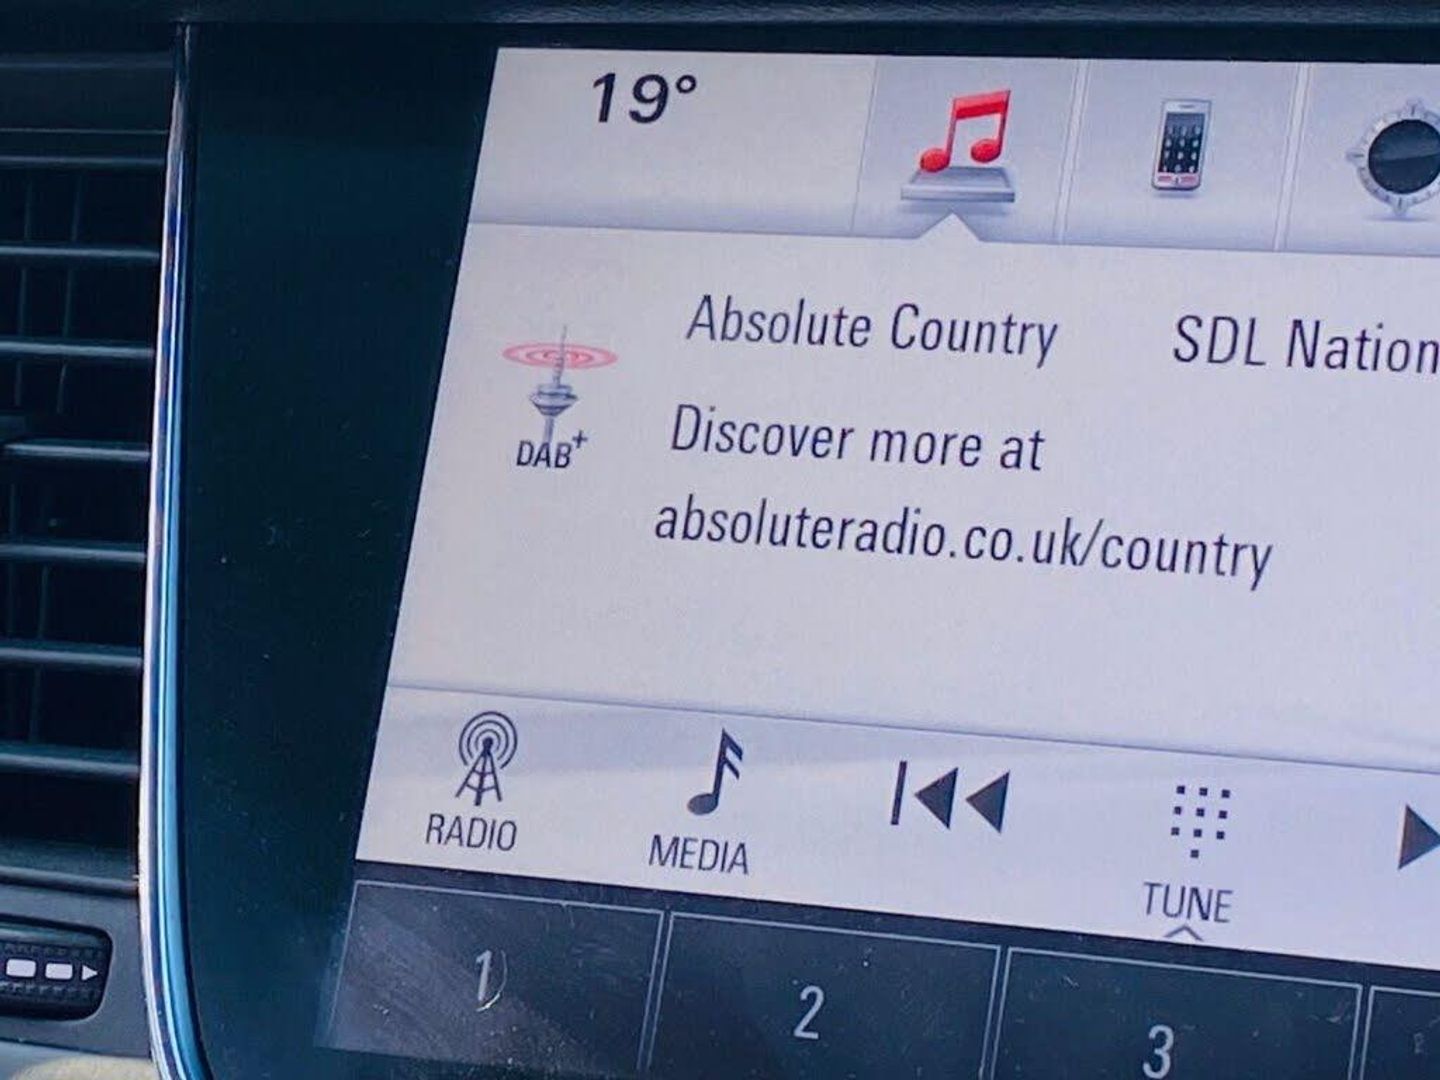 19°
Absolute Country SDL Nation
DAB+
Discover more at
absoluteradio.co.uk/country
RADIO
MEDIA
TUNE
1
2
3